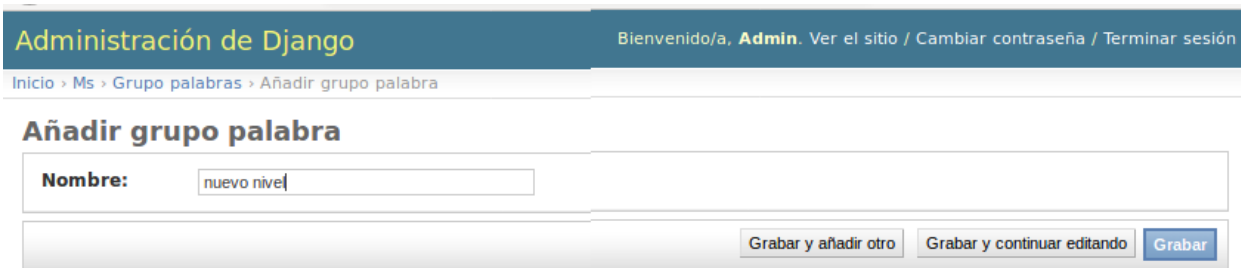 Administración de Django
Bienvenido/a, Admin. Ver el sitio / Cambiar contraseña / Terminar sesión
Inicio › Ms › Grupo palabras › Añadir grupo palabra
Añadir grupo palabra
Nombre: nuevo nivel
Grabar y añadir otro Grabar y continuar editando Grabar